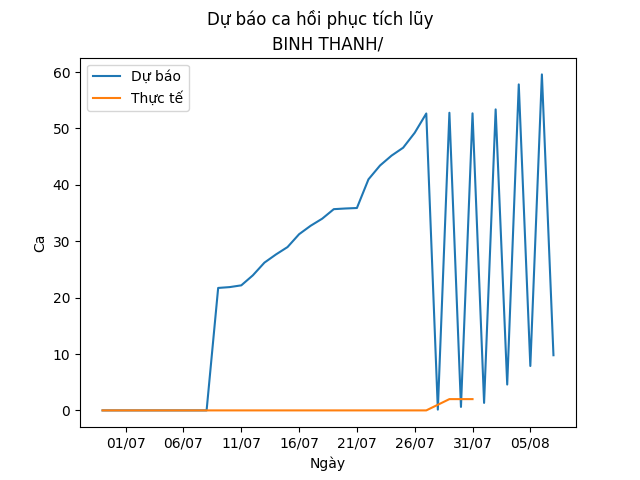 Dự báo ca hồi phục tích lũy
BINH THANH/
Dự báo
Thực tế
60
50
40
30
20
10
0
Ca
01/07 06/07 11/07 16/07 21/07 26/07 31/07 05/08
Ngày